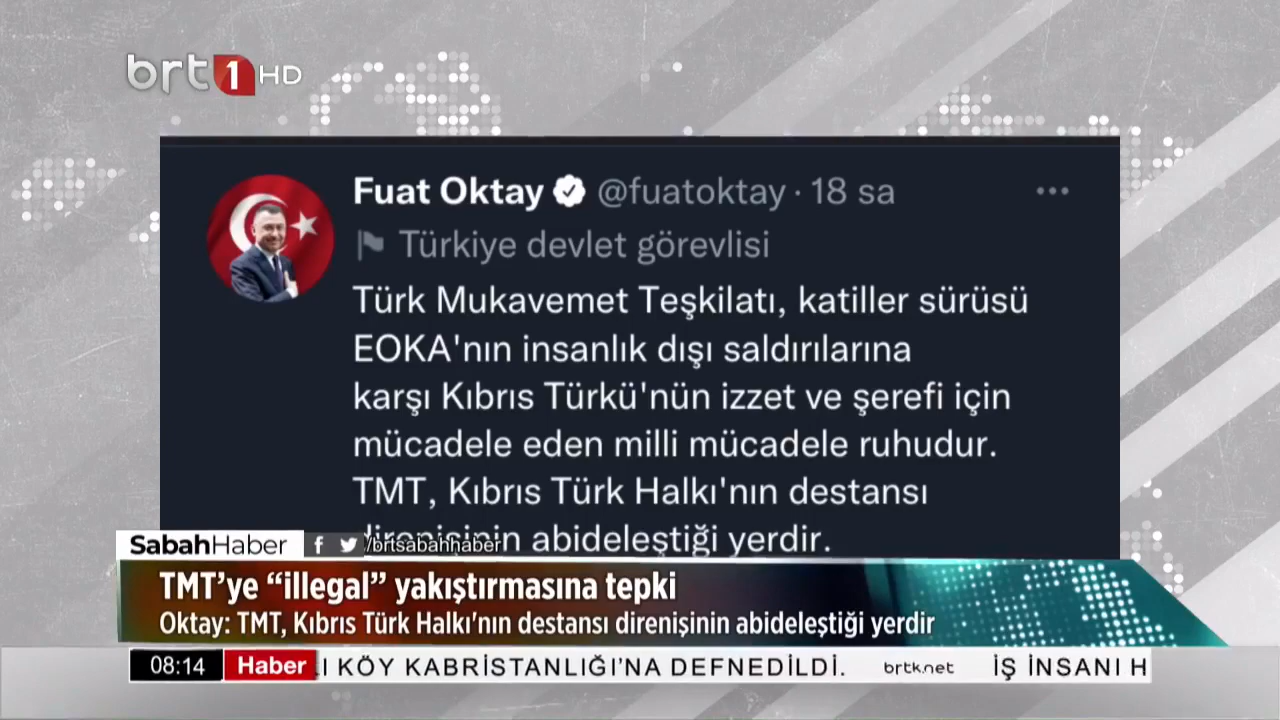 brt 1 HD
Fuat Oktay @fuatoktay · 18 sa
Türkiye devlet görevlisi
Türk Mukavemet Teşkilatı, katiller sürüsü
EOKA'nın insanlık dışı saldırılarına
karşı Kıbrıs Türkü'nün izzet ve şerefi için
mücadele eden milli mücadele ruhudur.
TMT, Kıbrıs Türk Halkı'nın destansı
direnişinin abideleştiği yerdir.
SabahHaber /brtsabahhaber
TMT'ye “illegal” yakıştırmasına tepki
Oktay: TMT, Kıbrıs Türk Halkı'nın destansı direnişinin abideleştiği yerdir
08:14 Haber KÖY KABRİSTANLIĞI'NA DEFNEDİLDİ. brtk.net İŞ İNSANI H